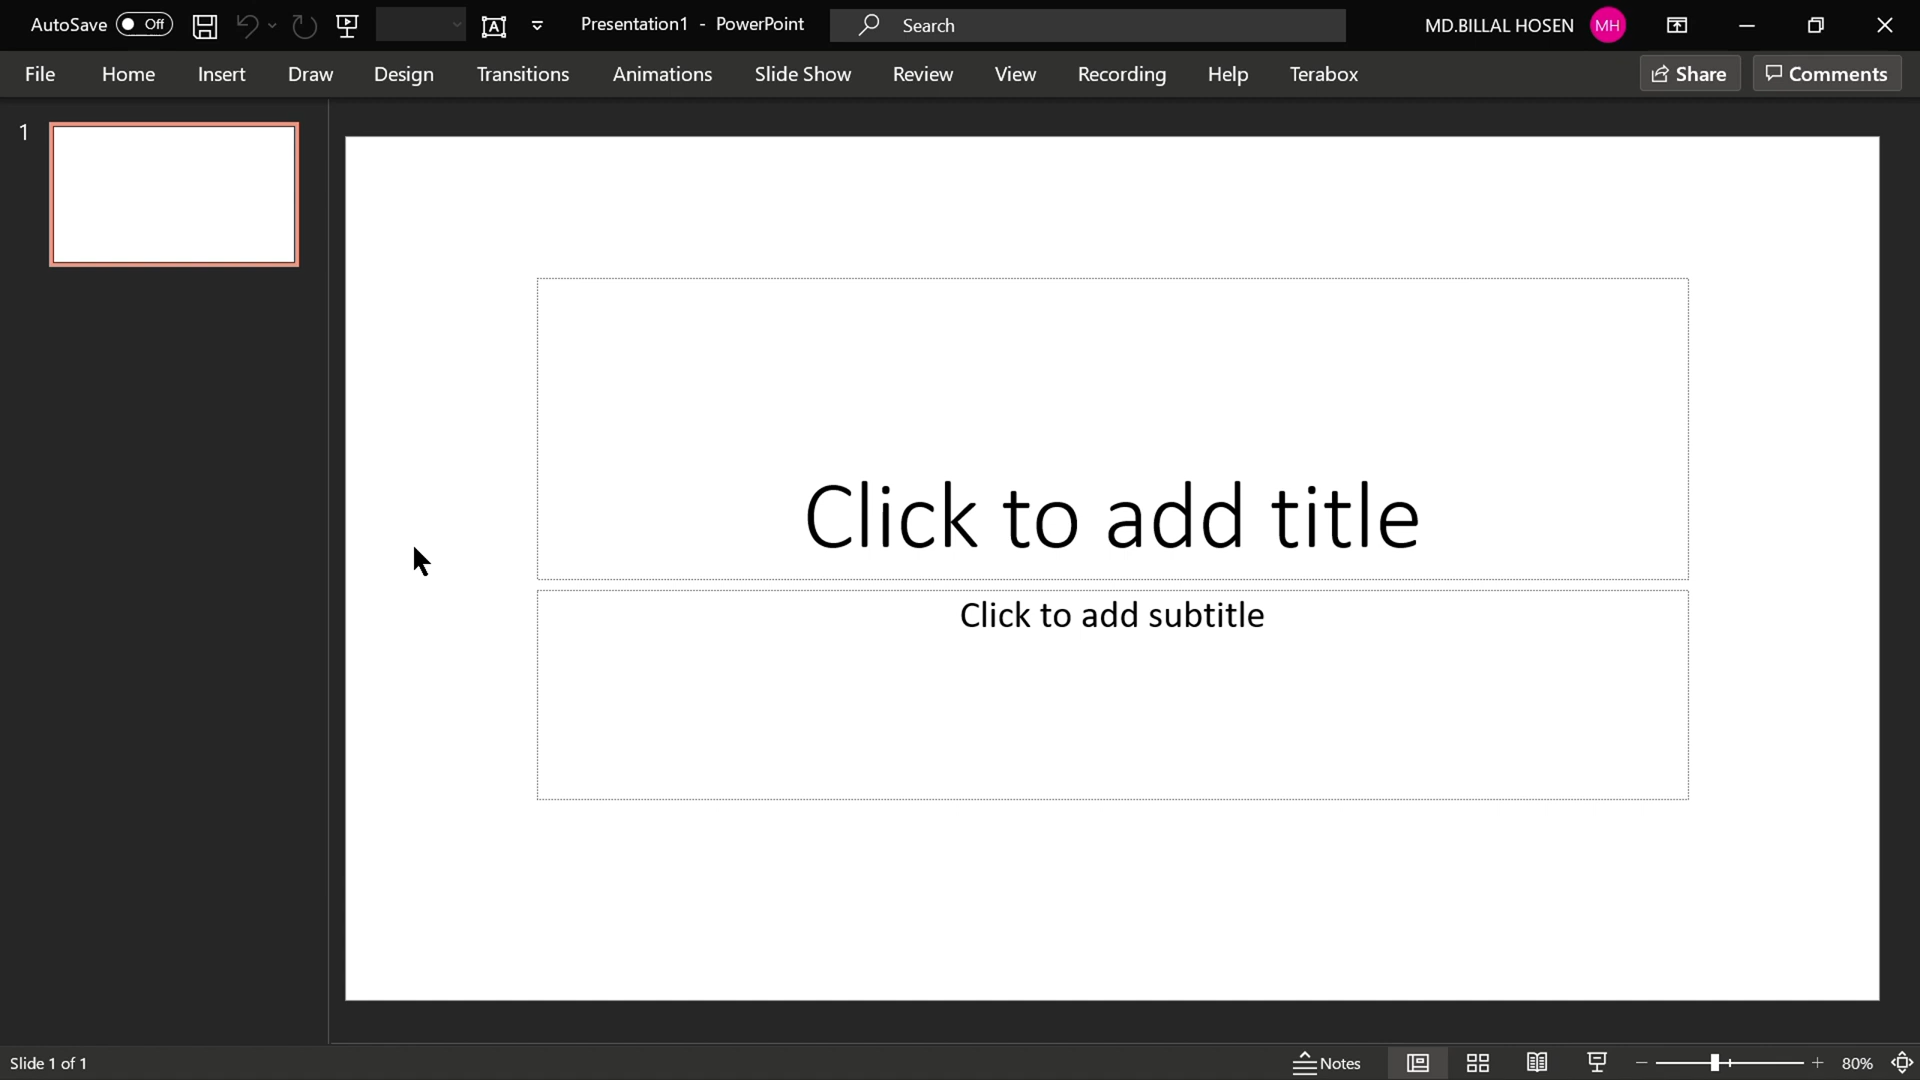 AutoSave Off Presentation1 - PowerPoint Search MD.BILLAL HOSEN MH
File Home Insert Draw Design Transitions Animations Slide Show Review View Recording Help Terabox Share Comments
1
Click to add title
Click to add subtitle
Slide 1 of 1 Notes 80%